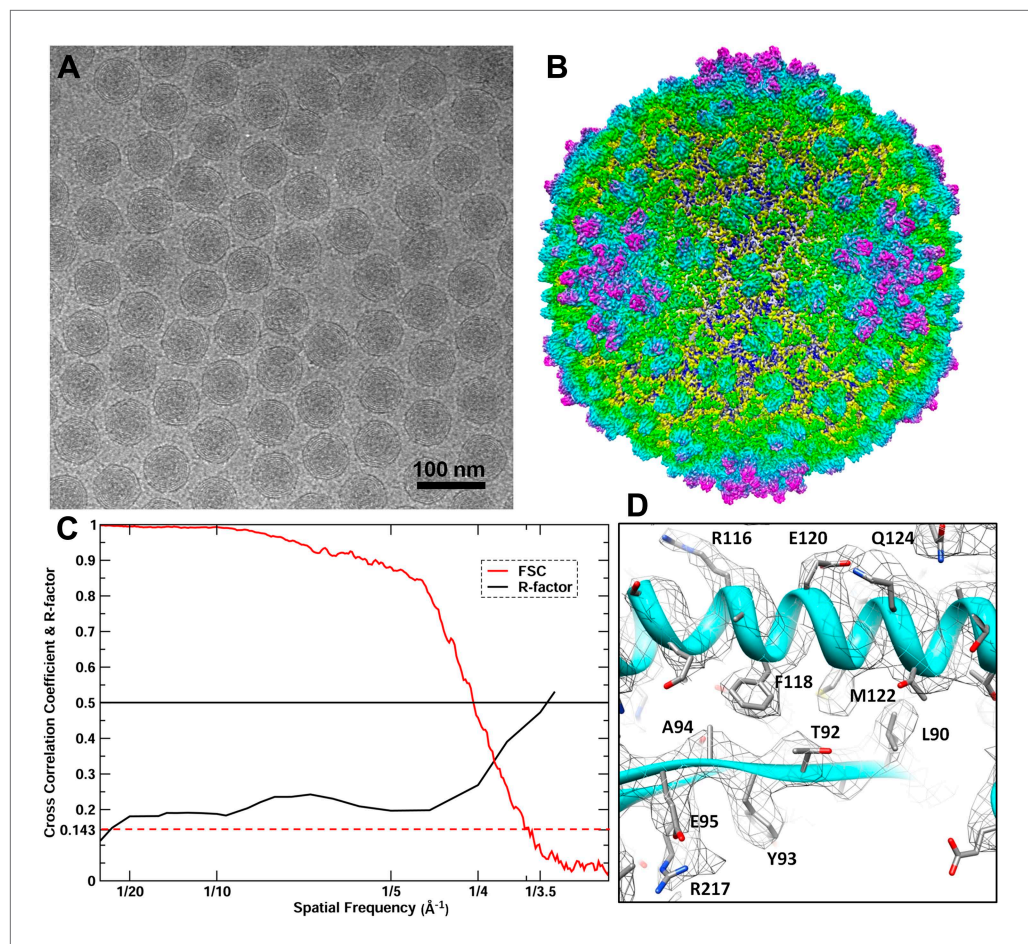 A
B
100 nm
C
1
0.9
0.8
0.7
0.6
0.5
0.4
0.3
0.2
0.143
0.1
0
FSC
R-factor
Cross Correlation Coefficient & R-factor
1/20
1/10
1/5
1/4
1/3.5
Spatial Frequency (Å-1)
D
R116
E120
Q124
F118
M122
A94
T92
L90
E95
Y93
R217